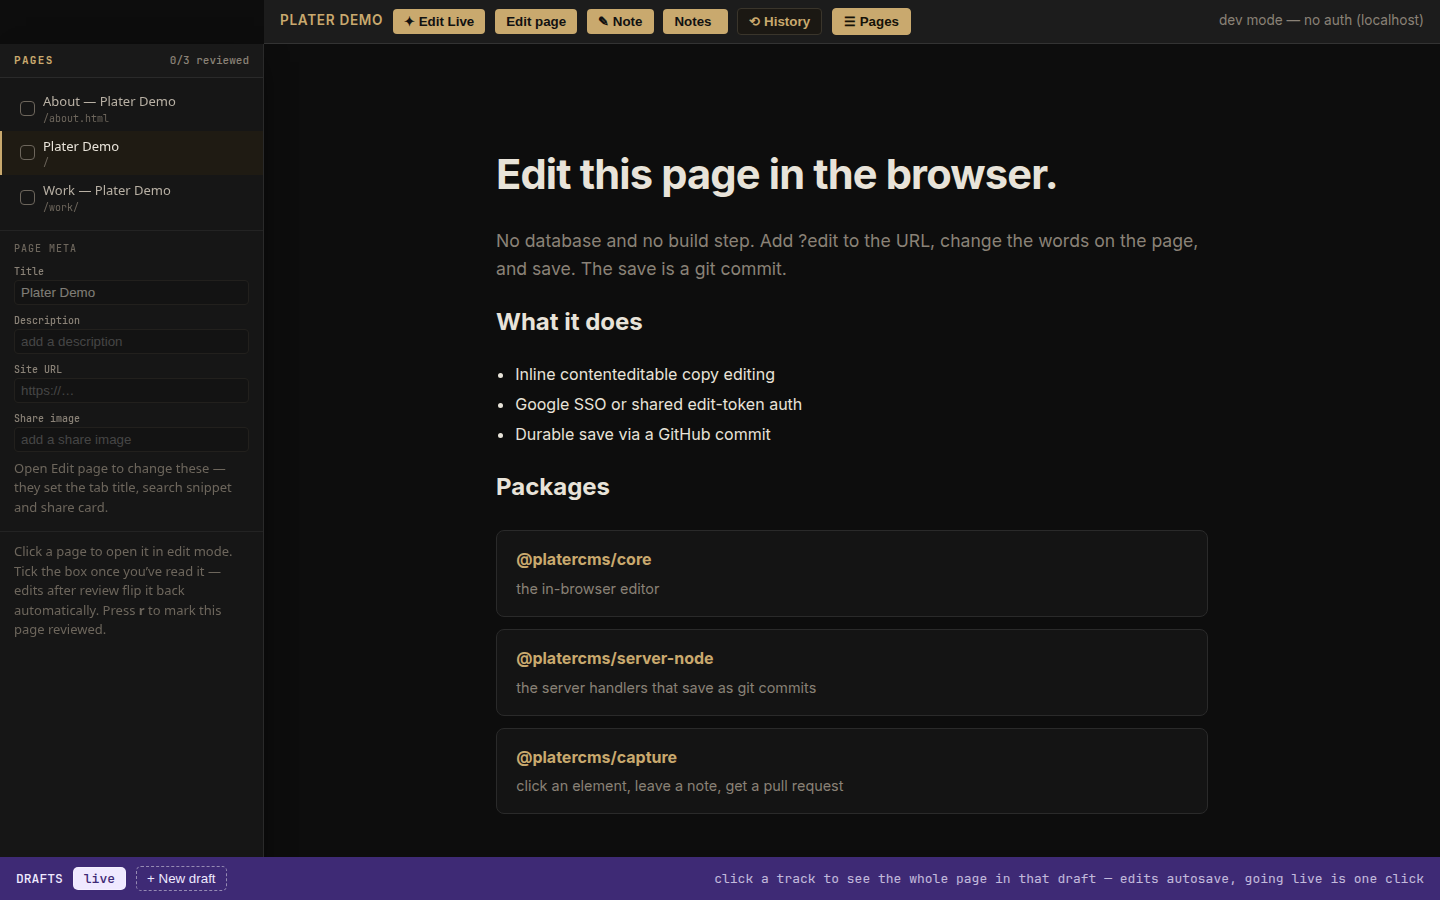 PLATER DEMO ✦ Edit Live Edit page ✎ Note Notes ⟲ History ☰ Pages dev mode — no auth (localhost)
PAGES 0/3 reviewed
About — Plater Demo
/about.html
Plater Demo
/
Work — Plater Demo
/work/
PAGE META
Title
Plater Demo
Description
add a description
Site URL
https://…
Share image
add a share image
Open Edit page to change these —
they set the tab title, search snippet
and share card.
Click a page to open it in edit mode.
Tick the box once you’ve read it —
edits after review flip it back
automatically. Press r to mark this
page reviewed.
Edit this page in the browser.
No database and no build step. Add ?edit to the URL, change the words on the page,
and save. The save is a git commit.
What it does
• Inline contenteditable copy editing
• Google SSO or shared edit-token auth
• Durable save via a GitHub commit
Packages
@platercms/core
the in-browser editor
@platercms/server-node
the server handlers that save as git commits
@platercms/capture
click an element, leave a note, get a pull request
DRAFTS live + New draft click a track to see the whole page in that draft — edits autosave, going live is one click